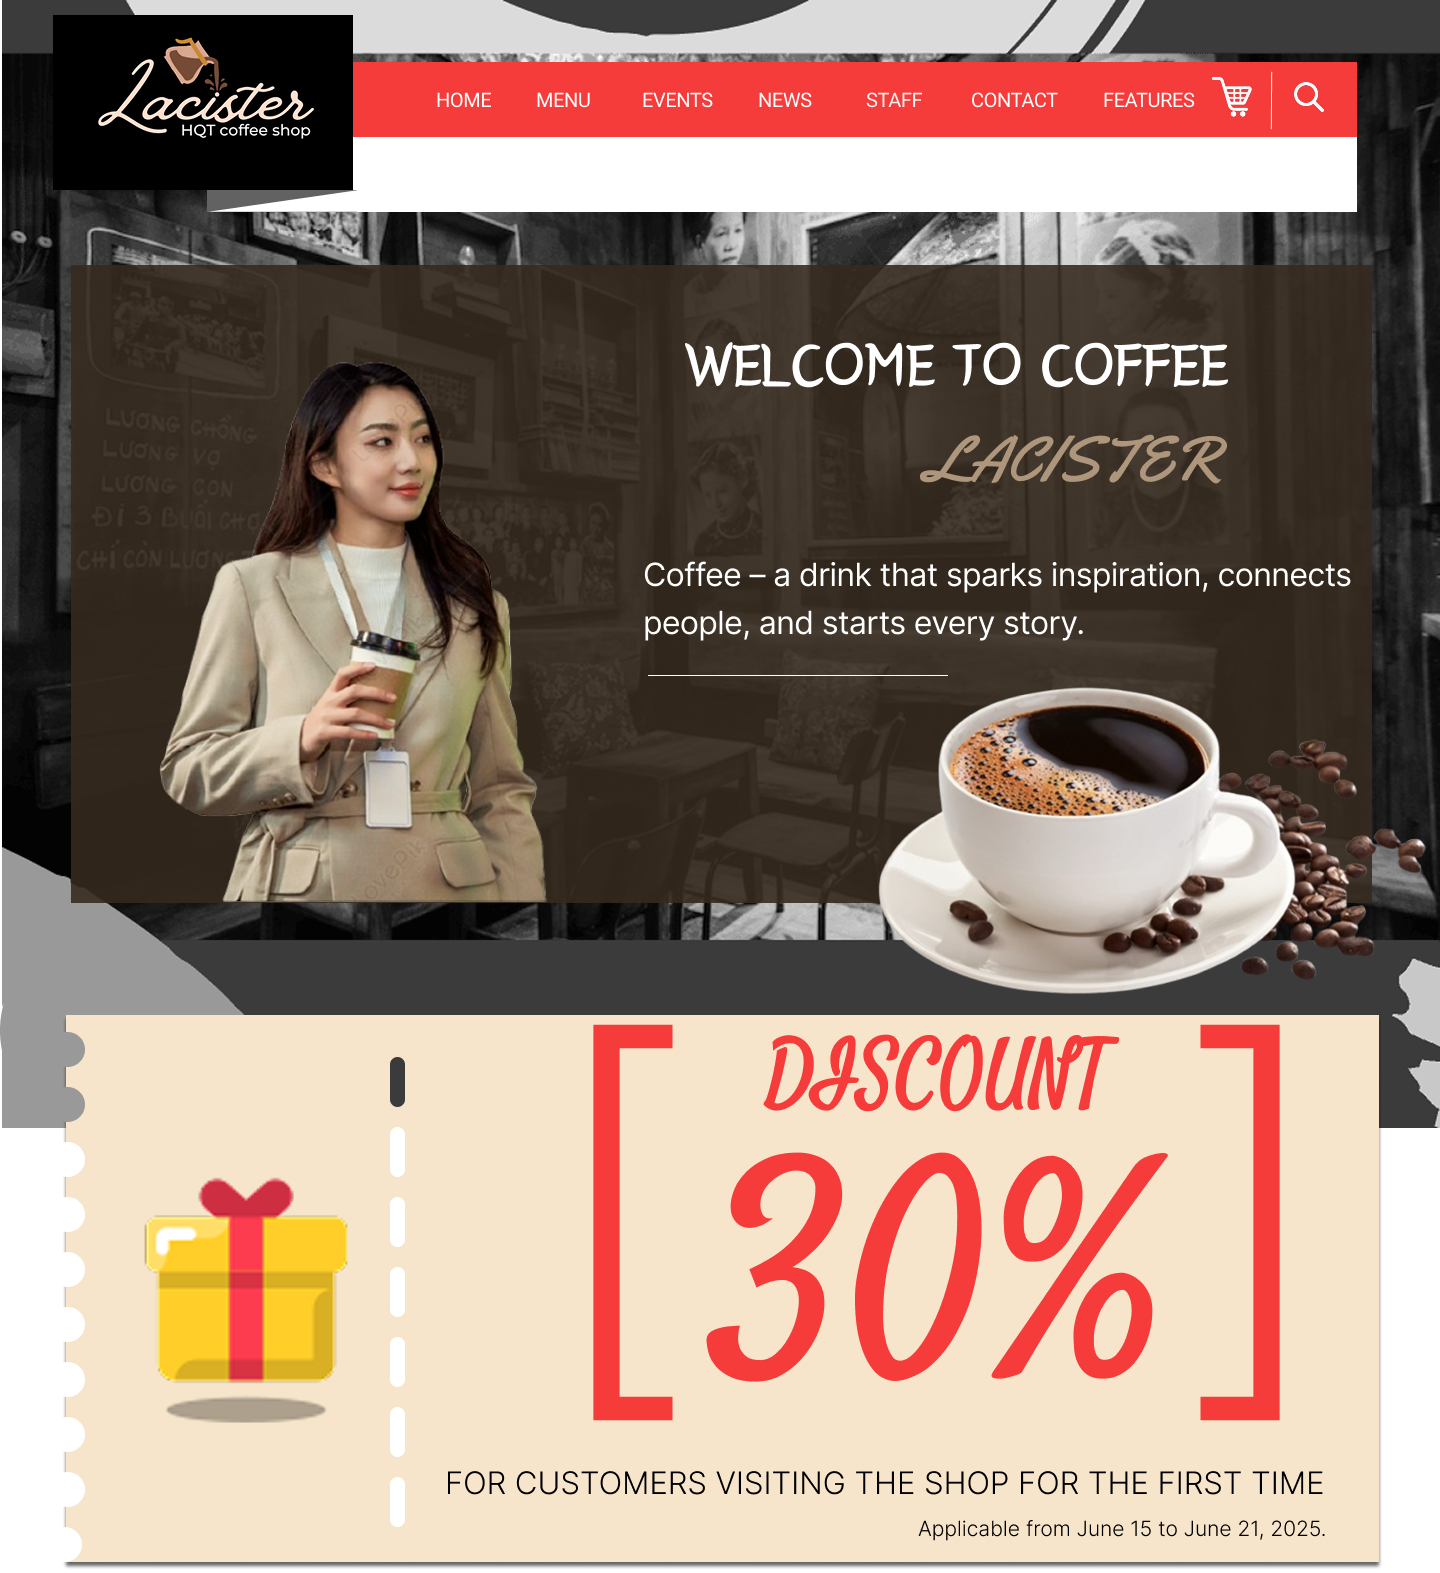 Lacister
HQT coffee shop
HOME MENU EVENTS NEWS STAFF CONTACT FEATURES
WELCOME TO COFFEE
LACISTER
LƯƠNG CHỒNG
LƯƠNG VỢ
LƯƠNG CON
ĐI 3 BUỔI CHỢ
CHỈ CÒN LƯƠNG
Coffee – a drink that sparks inspiration, connects
people, and starts every story.
DISCOUNT
30%
FOR CUSTOMERS VISITING THE SHOP FOR THE FIRST TIME
Applicable from June 15 to June 21, 2025.